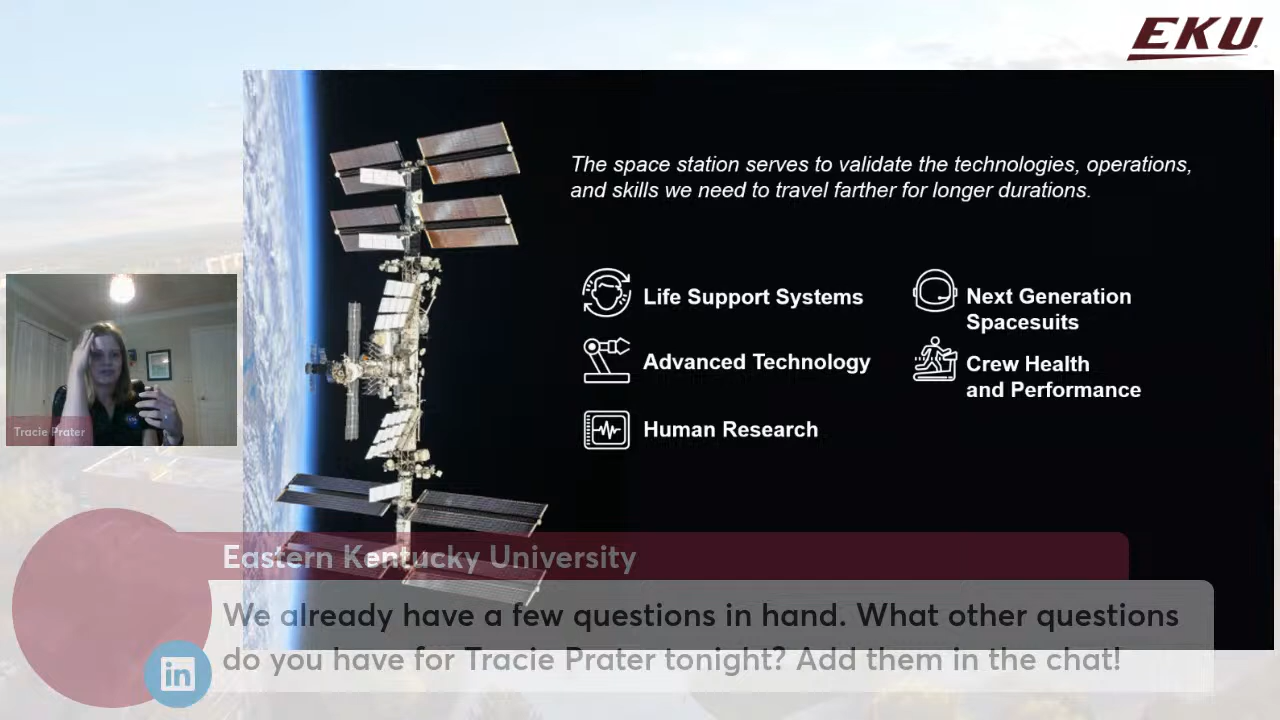 EKU
The space station serves to validate the technologies, operations,
and skills we need to travel farther for longer durations.
Life Support Systems
Next Generation
Spacesuits
Advanced Technology
Crew Health
and Performance
Human Research
Tracie Prater
Eastern Kentucky University
We already have a few questions in hand. What other questions
do you have for Tracie Prater tonight? Add them in the chat!
in